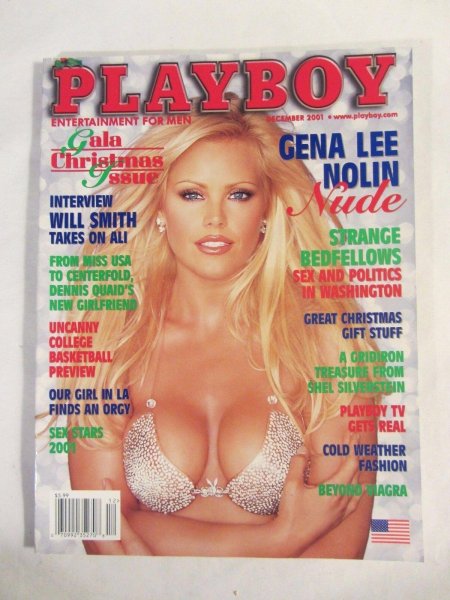 PLAYBOY
ENTERTAINMENT FOR MEN
DECEMBER 2001 • www.playboy.com
Gala
Christmas
Issue
INTERVIEW
WILL SMITH
TAKES ON ALI
FROM MISS USA
TO CENTERFOLD,
DENNIS QUAID'S
NEW GIRLFRIEND
UNCANNY
COLLEGE
BASKETBALL
PREVIEW
OUR GIRL IN LA
FINDS AN ORGY
SEX STARS
2001
GENA LEE
NOLIN
Nude
STRANGE
BEDFELLOWS
SEX AND POLITICS
IN WASHINGTON
GREAT CHRISTMAS
GIFT STUFF
A GRIDIRON
TREASURE FROM
SHEL SILVERSTEIN
PLAYBOY TV
GETS REAL
COLD WEATHER
FASHION
BEYOND VIAGRA
$5.99